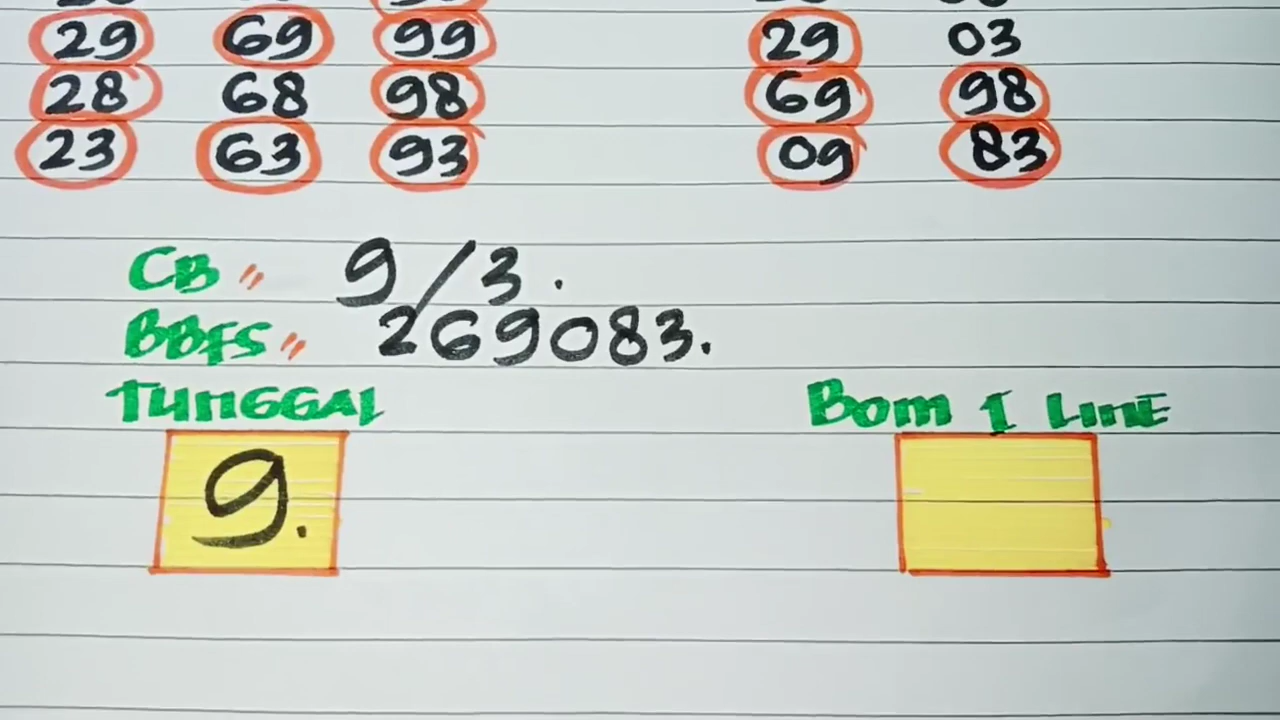 29 69 99 29 03
28 68 98 69 98
23 63 93 09 83
CB " 9/3.
BBFS " 269083.
TUNGGAL Bom 1 LINE
9.